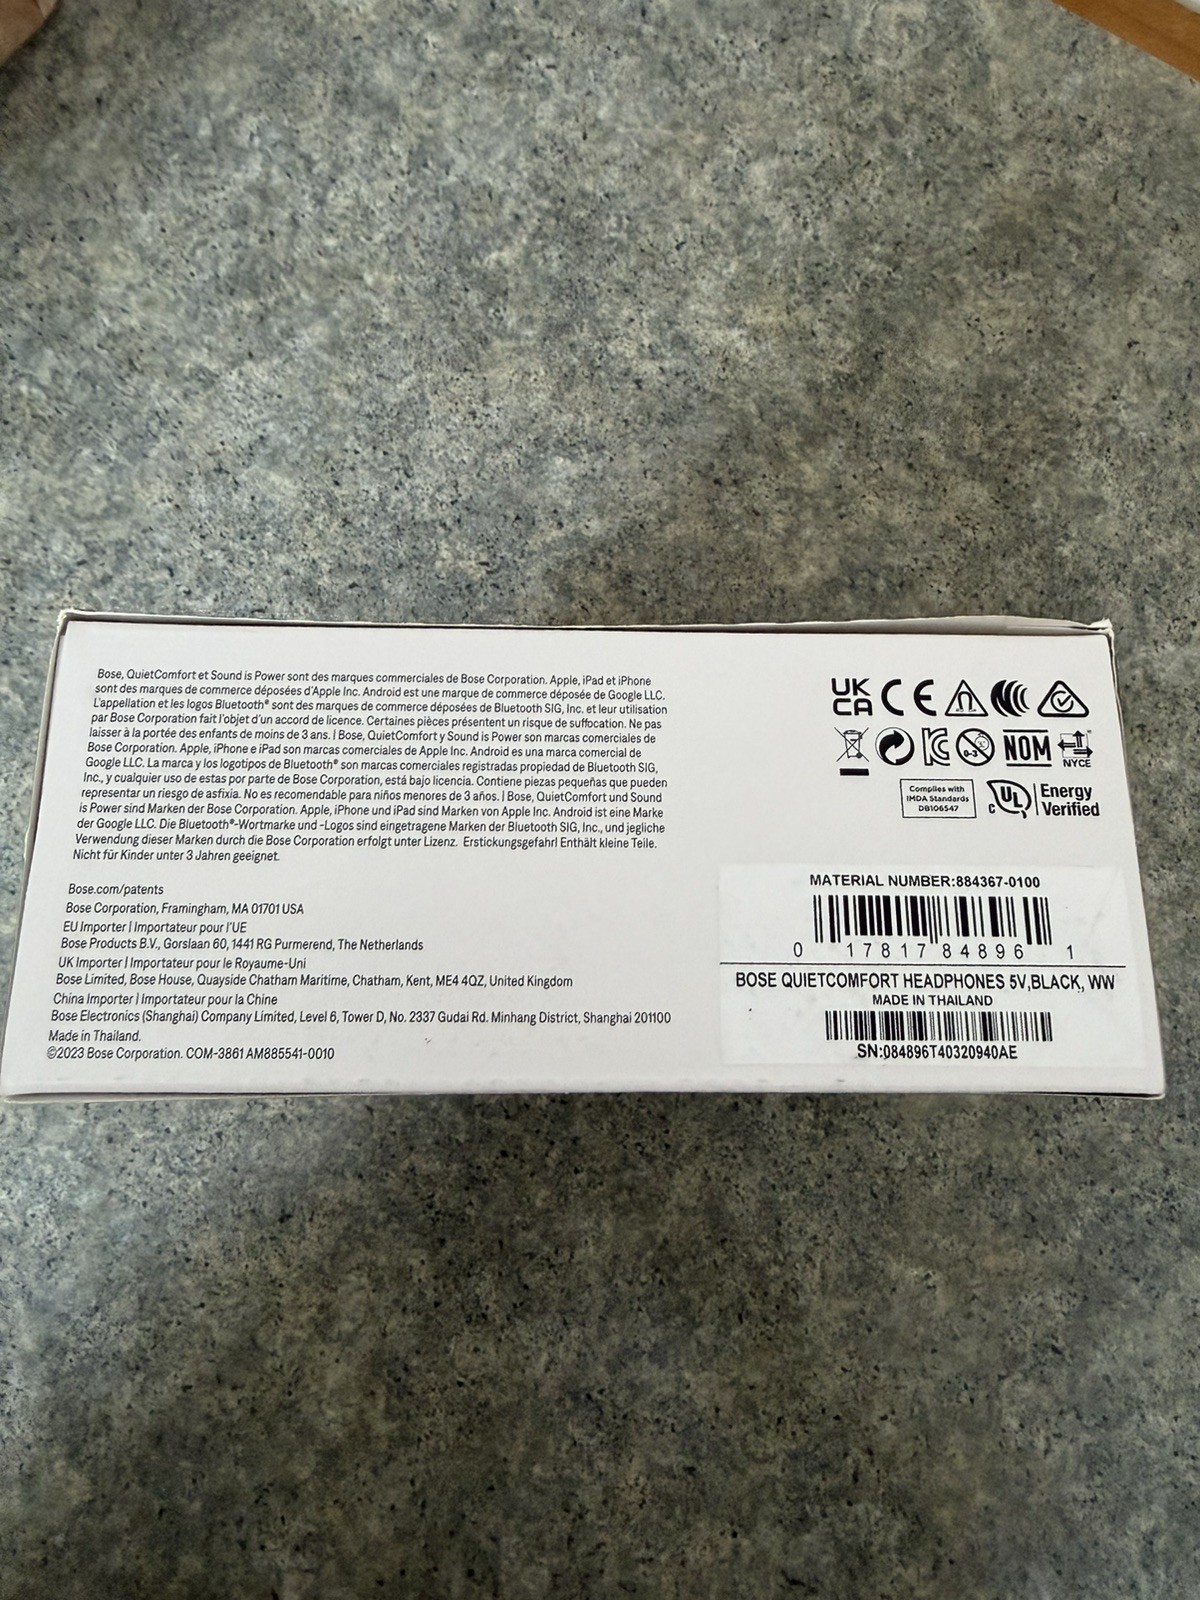 Bose, QuietComfort et Sound is Power sont des marques commerciales de Bose Corporation. Apple, iPad et iPhone
sont des marques de commerce déposées d'Apple Inc. Android est une marque de commerce déposée de Google LLC.
L'appellation et les logos Bluetooth® sont des marques de commerce déposées de Bluetooth SIG, Inc. et leur utilisation
par Bose Corporation fait l'objet d'un accord de licence. Certaines pièces présentent un risque de suffocation. Ne pas
laisser à la portée des enfants de moins de 3 ans. | Bose, QuietComfort y Sound is Power son marcas comerciales de
Bose Corporation. Apple, iPhone e iPad son marcas comerciales de Apple Inc. Android es una marca comercial de
Google LLC. La marca y los logotipos de Bluetooth® son marcas comerciales registradas propiedad de Bluetooth SIG,
Inc., y cualquier uso de estas por parte de Bose Corporation, está bajo licencia. Contiene piezas pequeñas que pueden
representar un riesgo de asfixia. No es recomendable para niños menores de 3 años. | Bose, QuietComfort und Sound
is Power sind Marken der Bose Corporation. Apple, iPhone und iPad sind Marken von Apple Inc. Android ist eine Marke
der Google LLC. Die Bluetooth®-Wortmarke und -Logos sind eingetragene Marken der Bluetooth SIG, Inc., und jegliche
Verwendung dieser Marken durch die Bose Corporation erfolgt unter Lizenz. Erstickungsgefahr! Enthält kleine Teile.
Nicht für Kinder unter 3 Jahren geeignet.
Bose.com/patents
Bose Corporation, Framingham, MA 01701 USA
EU Importer | Importateur pour l'UE
Bose Products B.V., Gorslaan 60, 1441 RG Purmerend, The Netherlands
UK Importer | Importateur pour le Royaume-Uni
Bose Limited, Bose House, Quayside Chatham Maritime, Chatham, Kent, ME4 4QZ, United Kingdom
China Importer | Importateur pour la Chine
Bose Electronics (Shanghai) Company Limited, Level 6, Tower D, No. 2337 Gudai Rd. Minhang District, Shanghai 201100
Made in Thailand.
©2023 Bose Corporation. COM-3861 AM885541-0010
UK
CA CE
0-3 NOM NYCE
Complies with
IMDA Standards
DB106547
c UL Energy
Verified
MATERIAL NUMBER:884367-0100
0 17817 84896 1
BOSE QUIETCOMFORT HEADPHONES 5V,BLACK, WW
MADE IN THAILAND
SN:084896T40320940AE